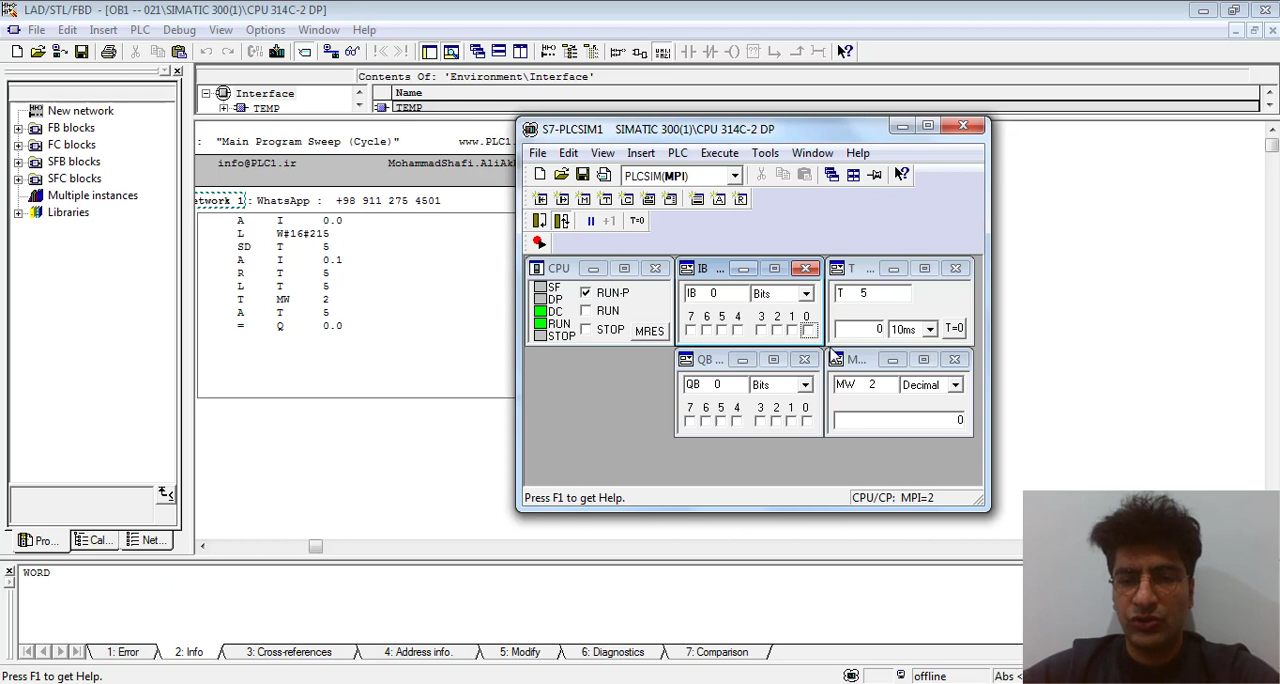 LAD/STL/FBD - [OB1 -- 021\SIMATIC 300(1)\CPU 314C-2 DP]
File Edit Insert PLC Debug View Options Window Help
Contents Of: 'Environment\Interface'
Interface
TEMP
Name
TEMP
New network
FB blocks
FC blocks
SFB blocks
SFC blocks
Multiple instances
Libraries
Pro... Cal... Net...
: "Main Program Sweep (Cycle)" www.PLC1.
info@PLC1.ir MohammadShafi.AliAk
etwork 1: WhatsApp : +98 911 275 4501
A I 0.0
L W#16#215
SD T 5
A I 0.1
R T 5
L T 5
T MW 2
A T 5
= Q 0.0
S7-PLCSIM1 SIMATIC 300(1)\CPU 314C-2 DP
File Edit View Insert PLC Execute Tools Window Help
PLCSIM(MPI)
+1 T=0
CPU
SF
DP
DC
RUN
STOP
RUN-P
RUN
STOP
MRES
IB ...
IB 0 Bits
7 6 5 4 3 2 1 0
T ...
T 5
0 10ms T=0
QB ...
QB 0 Bits
7 6 5 4 3 2 1 0
M...
MW 2 Decimal
0
Press F1 to get Help. CPU/CP: MPI=2
WORD
1: Error 2: Info 3: Cross-references 4: Address info. 5: Modify 6: Diagnostics 7: Comparison
Press F1 to get Help. offline Abs <